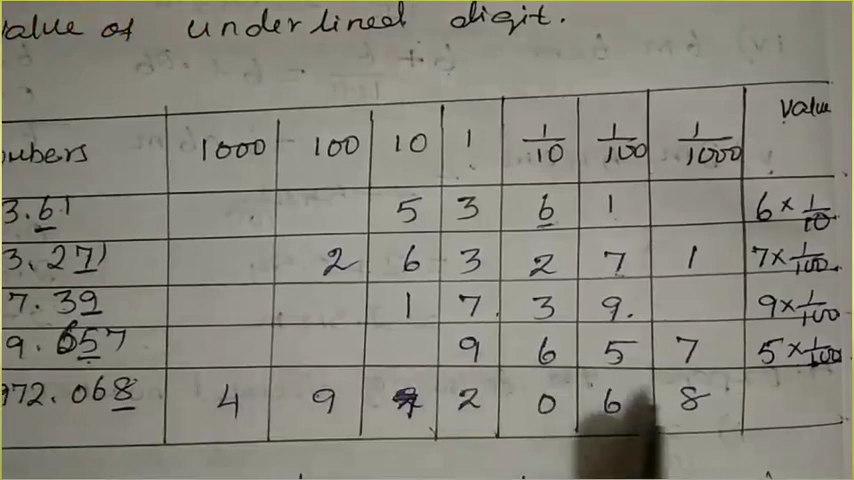 value of underlined digit.
numbers 1000 100 10 1 1/10 1/100 1/1000 Value
3.61 5 3 6 1 6 × 1/10
3.271 2 6 3 2 7 1 7 × 1/100
7.39 1 7 3 9 9 × 1/100
9.657 9 6 5 7 5 × 1/100
972.068 4 9 7 2 0 6 8